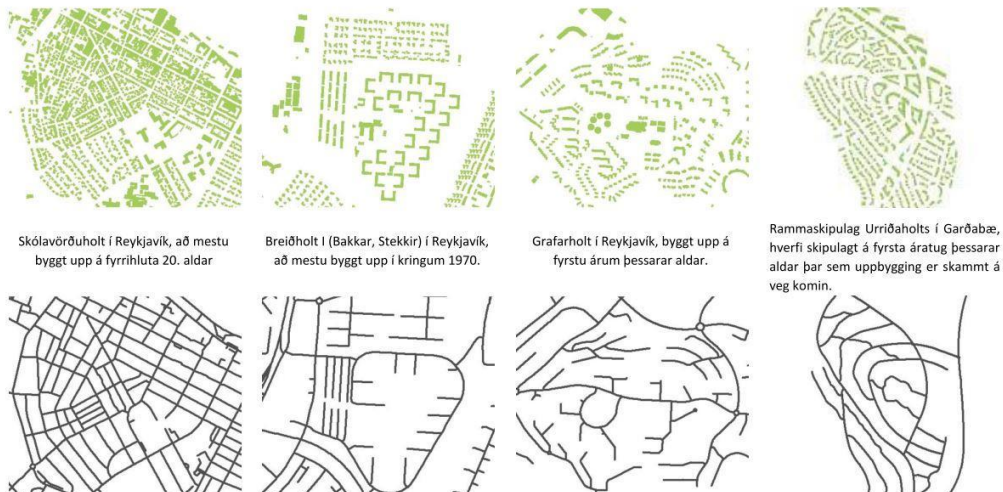 Skólavörðuholt í Reykjavík, að mestu
byggt upp á fyrrihluta 20. aldar
Breiðholt I (Bakkar, Stekkir) í Reykjavík,
að mestu byggt upp í kringum 1970.
Grafarholt í Reykjavík, byggt upp á
fyrstu árum þessarar aldar.
Rammaskipulag Urriðaholts í Garðabæ,
hverfi skipulagt á fyrsta áratug þessarar
aldar þar sem uppbygging er skammt á
veg komin.